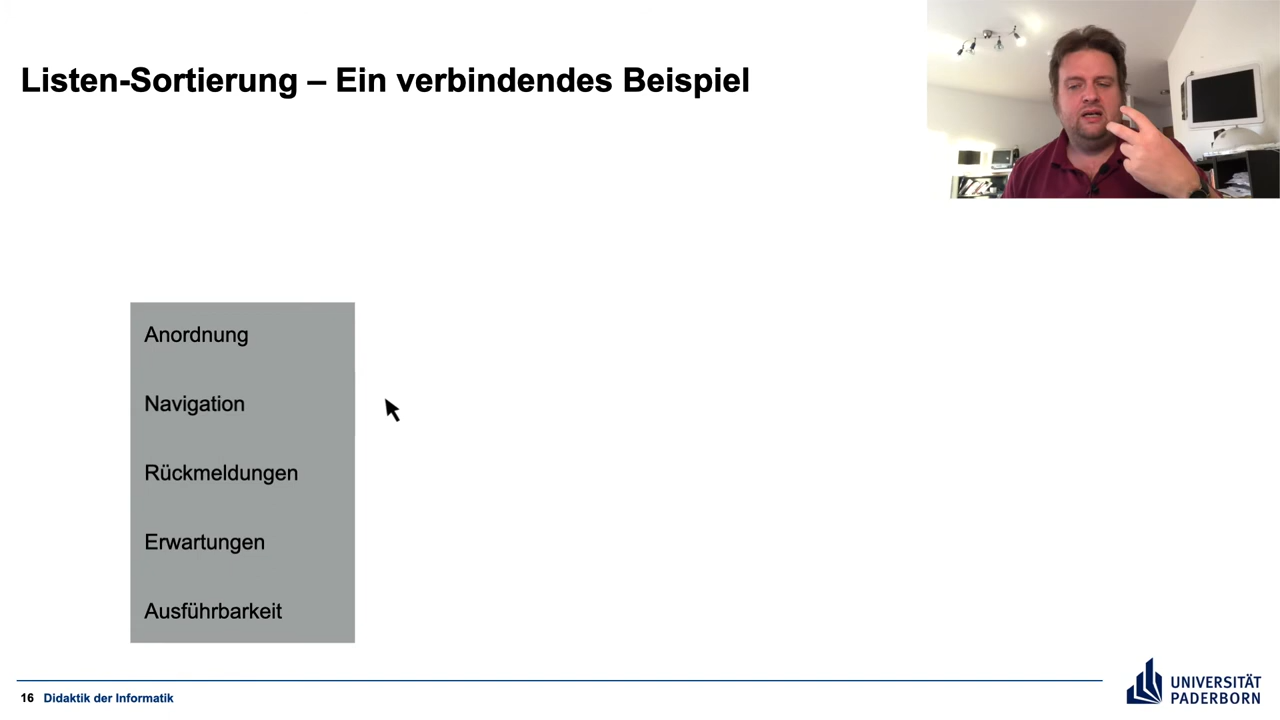 Listen-Sortierung – Ein verbindendes Beispiel
Anordnung
Navigation
Rückmeldungen
Erwartungen
Ausführbarkeit
16 Didaktik der Informatik
UNIVERSITÄT
PADERBORN